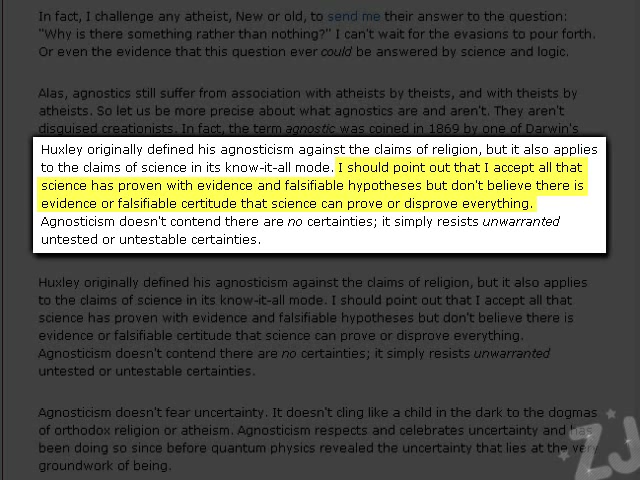 In fact, I challenge any atheist, New or old, to send me their answer to the question:
"Why is there something rather than nothing?" I can't wait for the evasions to pour forth.
Or even the evidence that this question ever could be answered by science and logic.
Alas, agnostics still suffer from association with atheists by theists, and with theists by
atheists. So let us be more precise about what agnostics are and aren't. They aren't
disguised creationists. In fact, the term agnostic was coined in 1869 by one of Darwin's
Huxley originally defined his agnosticism against the claims of religion, but it also applies
to the claims of science in its know-it-all mode. I should point out that I accept all that
science has proven with evidence and falsifiable hypotheses but don't believe there is
evidence or falsifiable certitude that science can prove or disprove everything.
Agnosticism doesn't contend there are no certainties; it simply resists unwarranted
untested or untestable certainties.
Huxley originally defined his agnosticism against the claims of religion, but it also applies
to the claims of science in its know-it-all mode. I should point out that I accept all that
science has proven with evidence and falsifiable hypotheses but don't believe there is
evidence or falsifiable certitude that science can prove or disprove everything.
Agnosticism doesn't contend there are no certainties; it simply resists unwarranted
untested or untestable certainties.
Agnosticism doesn't fear uncertainty. It doesn't cling like a child in the dark to the dogmas
of orthodox religion or atheism. Agnosticism respects and celebrates uncertainty and has
been doing so since before quantum physics revealed the uncertainty that lies at the very
groundwork of being.
ZJ